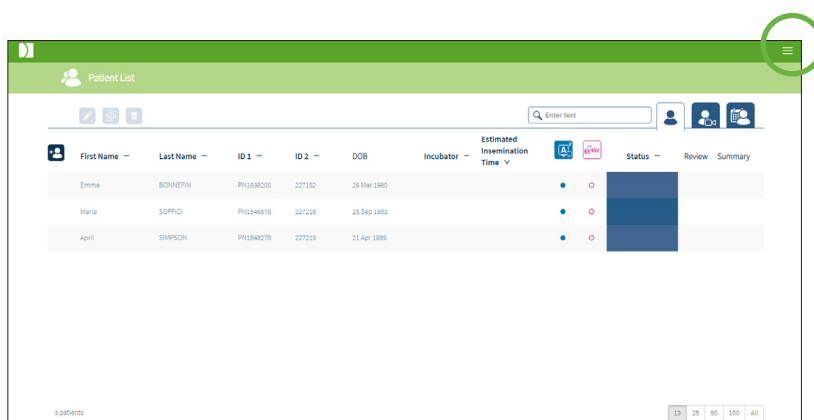 Patient List
Enter text
Estimated
Insemination
Time
First Name Last Name ID 1 ID 2 DOB Incubator Status Review Summary
Emma BONNEFIN PN1838200 227152 26 Mar 1980
Maria SOFFICI PN1846578 227216 25 Sep 1983
April SIMPSON PN1848278 227219 21 Apr 1989
3 patients
13 25 50 100 All